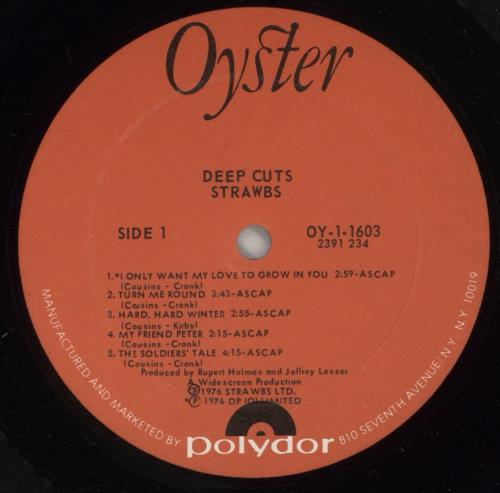 Oyster
DEEP CUTS
STRAWBS
SIDE 1
OY-1-1603
2391 234
1.*I ONLY WANT MY LOVE TO GROW IN YOU 2:59-ASCAP
(Cousins - Cronk)
2. TURN ME ROUND 3:43-ASCAP
(Cousins - Cronk)
3. HARD, HARD WINTER 2:55-ASCAP
(Cousins - Kirby)
4. MY FRIEND PETER 2:15-ASCAP
(Cousins - Cronk)
5. THE SOLDIERS' TALE 4:15-ASCAP
(Cousins - Cronk)
Produced by Rupert Holmes and Jeffrey Lesser
A Widescreen Production
℗ 1976 STRAWBS LTD.
*℗ 1976 DP (O) LIMITED
MANUFACTURED AND MARKETED BY polydor 810 SEVENTH AVENUE, N.Y. N.Y. 10019